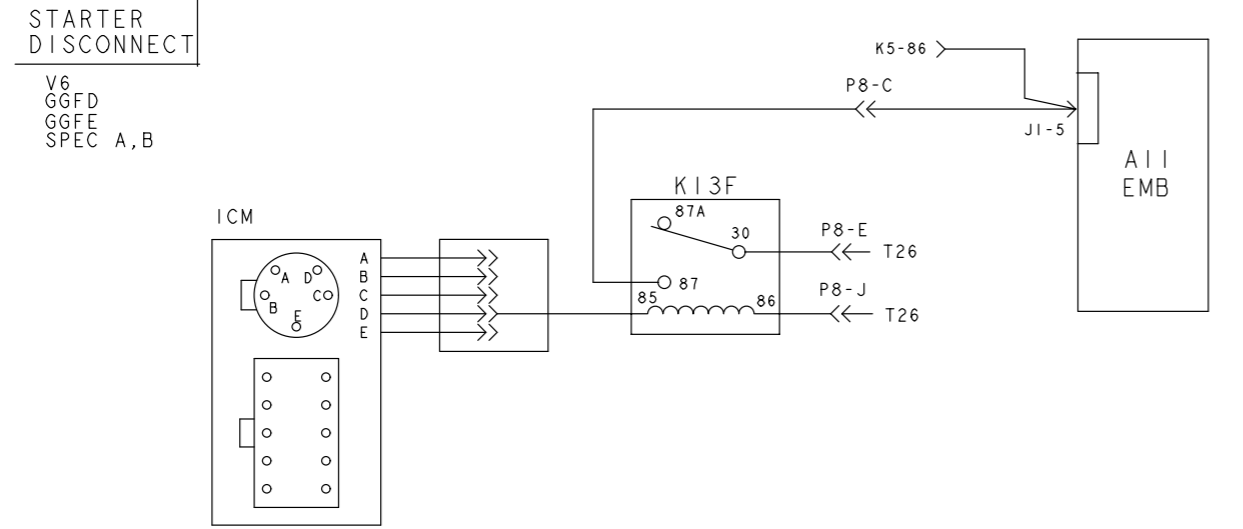 STARTER
DISCONNECT
V6
GGFD
GGFE
SPEC A,B
K5-86
P8-C
J1-5
A11
EMB
K13F
87A
30
P8-E
T26
87
P8-J
85
86
T26
ICM
A
B
C
D
E
A
D
B
C
E